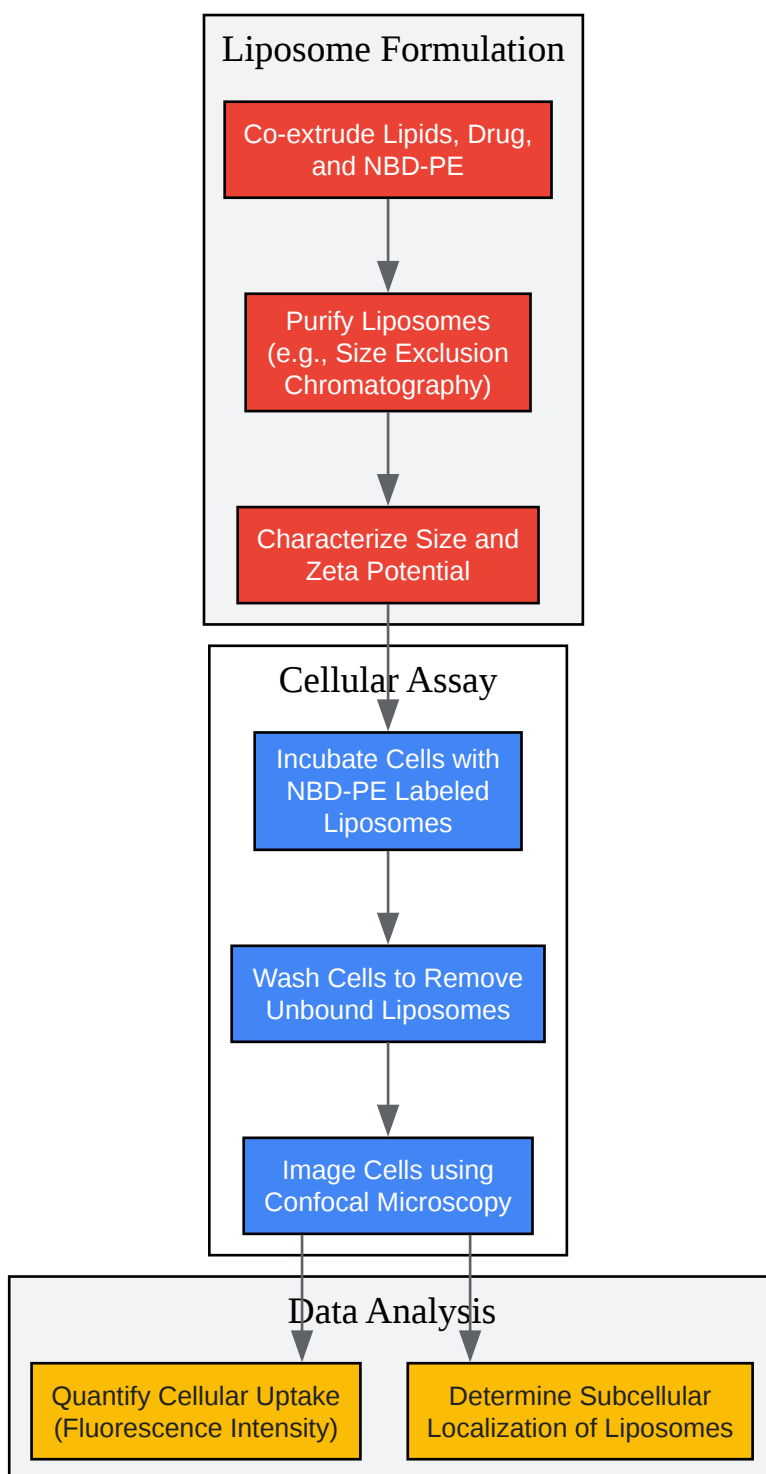 Liposome Formulation
Co-extrude Lipids, Drug,
and NBD-PE
Purify Liposomes
(e.g., Size Exclusion
Chromatography)
Characterize Size and
Zeta Potential
Cellular Assay
Incubate Cells with
NBD-PE Labeled
Liposomes
Wash Cells to Remove
Unbound Liposomes
Image Cells using
Confocal Microscopy
Data Analysis
Quantify Cellular Uptake
(Fluorescence Intensity)
Determine Subcellular
Localization of Liposomes